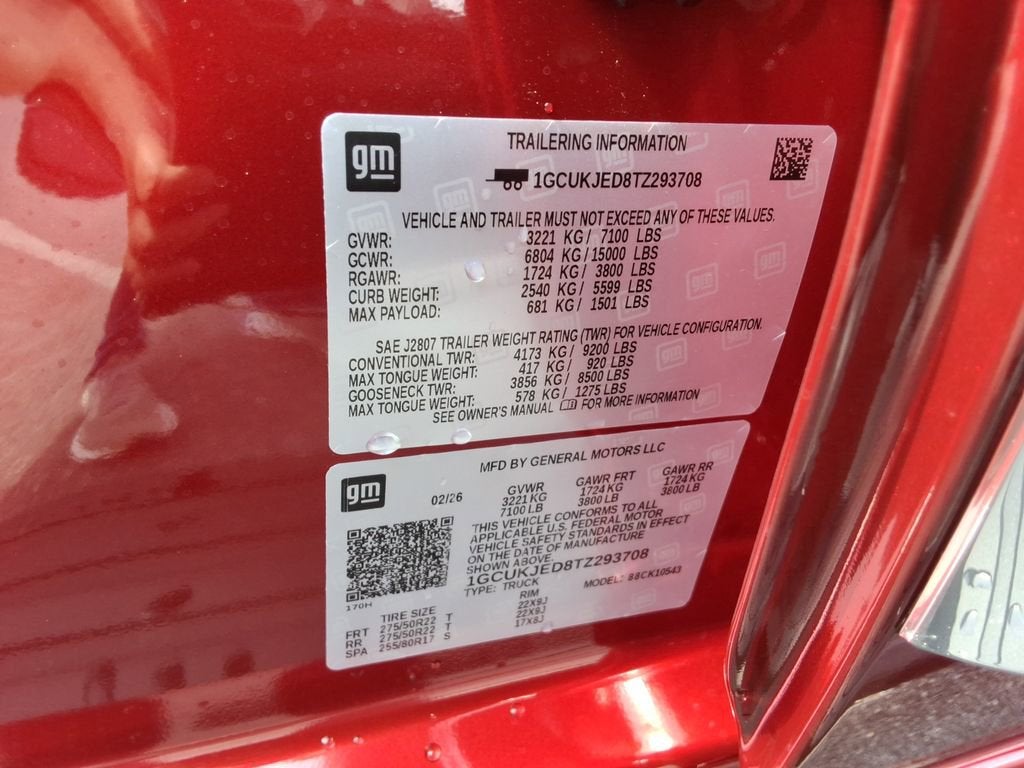 gm
TRAILERING INFORMATION
1GCUKJED8TZ293708
VEHICLE AND TRAILER MUST NOT EXCEED ANY OF THESE VALUES.
GVWR: 3221 KG / 7100 LBS
GCWR: 6804 KG / 15000 LBS
RGAWR: 1724 KG / 3800 LBS
CURB WEIGHT: 2540 KG / 5599 LBS
MAX PAYLOAD: 681 KG / 1501 LBS
SAE J2807 TRAILER WEIGHT RATING (TWR) FOR VEHICLE CONFIGURATION.
CONVENTIONAL TWR: 4173 KG / 9200 LBS
MAX TONGUE WEIGHT: 417 KG / 920 LBS
GOOSENECK TWR: 3856 KG / 8500 LBS
MAX TONGUE WEIGHT: 578 KG / 1275 LBS
SEE OWNER'S MANUAL FOR MORE INFORMATION
gm
MFD BY GENERAL MOTORS LLC
02/26 GVWR GAWR FRT GAWR RR
3221 KG 1724 KG 1724 KG
7100 LB 3800 LB 3800 LB
THIS VEHICLE CONFORMS TO ALL
APPLICABLE U.S. FEDERAL MOTOR
VEHICLE SAFETY STANDARDS IN EFFECT
ON THE DATE OF MANUFACTURE
SHOWN ABOVE.
1GCUKJED8TZ293708
TYPE: TRUCK MODEL: 88CK10543
170H
TIRE SIZE RIM
FRT 275/50R22 T 22X9J
RR 275/50R22 T 22X9J
SPA 255/80R17 S 17X8J